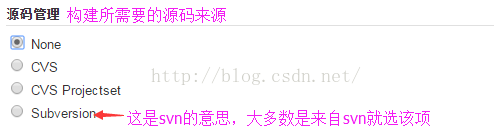 源码管理 构建所需要的源码来源
None
CVS
http://blog.csdn.net/
CVS Projectset
Subversion 这是svn的意思，大多数是来自svn就选该项